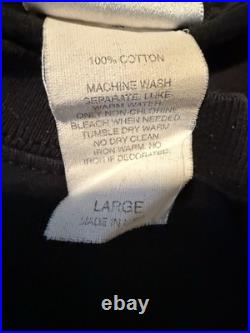 100% COTTON
MACHINE WASH
SEPARATE, LUKE-
WARM WATER.
ONLY NON-CHLORINE
BLEACH WHEN NEEDED.
TUMBLE DRY WARM.
NO DRY CLEAN.
IRON WARM. NO
IRON IF DECORATED.
LARGE
MADE IN